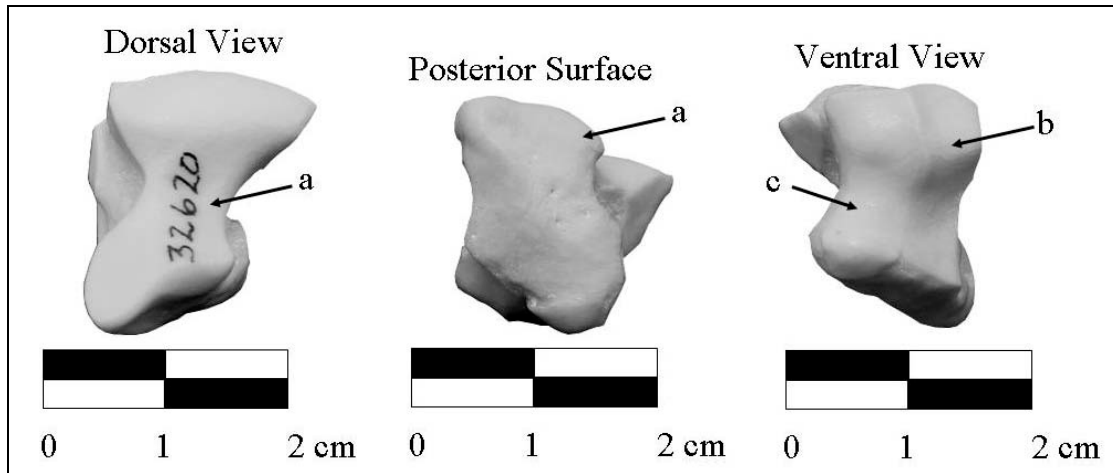 Dorsal View
Posterior Surface
Ventral View
a
a
b
c
32620
0 1 2 cm
0 1 2 cm
0 1 2 cm